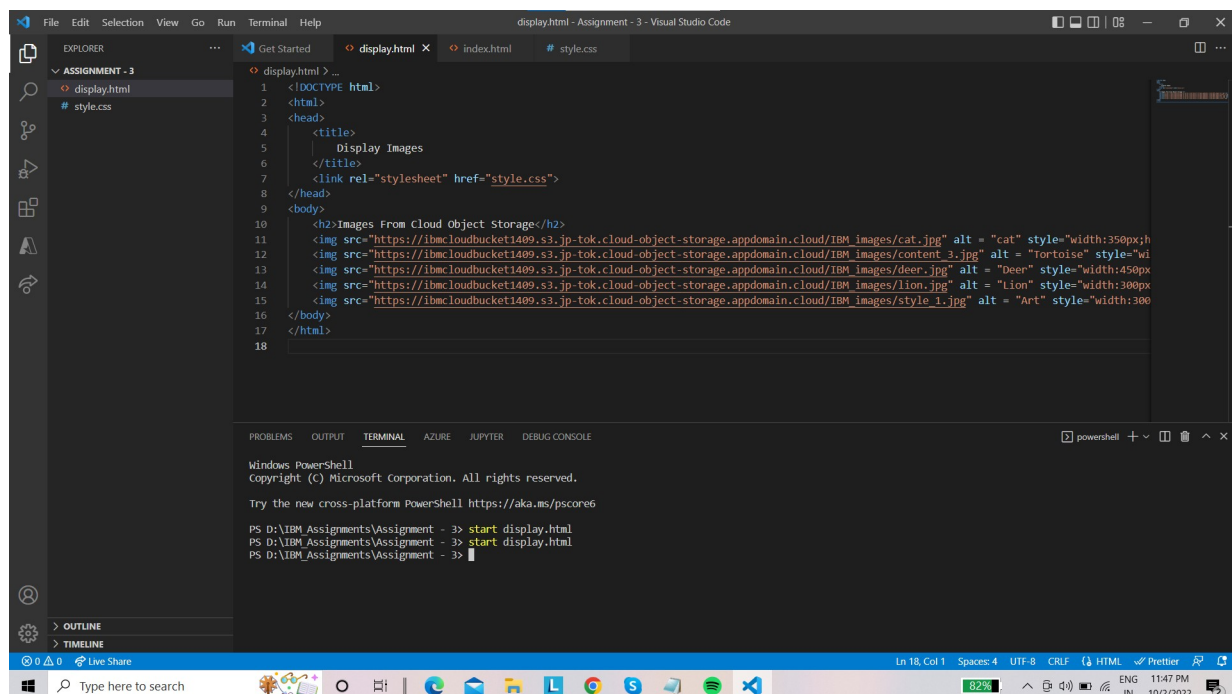 File Edit Selection View Go Run Terminal Help display.html - Assignment - 3 - Visual Studio Code
EXPLORER ...
Get Started display.html index.html # style.css
ASSIGNMENT - 3
display.html
# style.css
display.html > ...
1 <!DOCTYPE html>
2 <html>
3 <head>
4 <title>
5 Display Images
6 </title>
7 <link rel="stylesheet" href="style.css">
8 </head>
9 <body>
10 <h2>Images From Cloud Object Storage</h2>
11 <img src="https://ibmcloudbucket1409.s3.jp-tok.cloud-object-storage.appdomain.cloud/IBM_images/cat.jpg" alt = "cat" style="width:350px;h
12 <img src="https://ibmcloudbucket1409.s3.jp-tok.cloud-object-storage.appdomain.cloud/IBM_images/content_3.jpg" alt = "Tortoise" style="wi
13 <img src="https://ibmcloudbucket1409.s3.jp-tok.cloud-object-storage.appdomain.cloud/IBM_images/deer.jpg" alt = "Deer" style="width:450px
14 <img src="https://ibmcloudbucket1409.s3.jp-tok.cloud-object-storage.appdomain.cloud/IBM_images/lion.jpg" alt = "Lion" style="width:300px
15 <img src="https://ibmcloudbucket1409.s3.jp-tok.cloud-object-storage.appdomain.cloud/IBM_images/style_1.jpg" alt = "Art" style="width:300
16 </body>
17 </html>
18
PROBLEMS OUTPUT TERMINAL AZURE JUPYTER DEBUG CONSOLE powershell
Windows PowerShell
Copyright (C) Microsoft Corporation. All rights reserved.
Try the new cross-platform PowerShell https://aka.ms/pscore6
PS D:\IBM_Assignments\Assignment - 3> start display.html
PS D:\IBM_Assignments\Assignment - 3> start display.html
PS D:\IBM_Assignments\Assignment - 3>
> OUTLINE
> TIMELINE
0 0 Live Share Ln 18, Col 1 Spaces: 4 UTF-8 CRLF HTML Prettier
Type here to search 82% ENG 11:47 PM
IN